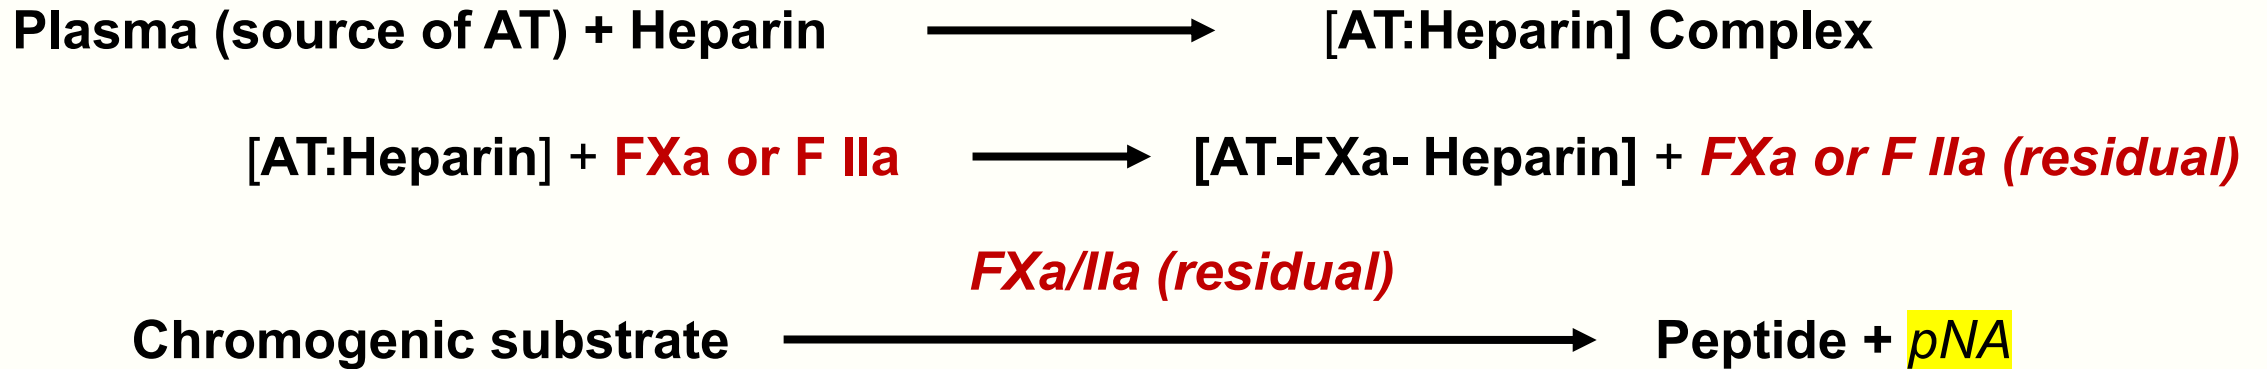 Plasma (source of AT) + Heparin [AT:Heparin] Complex
[AT:Heparin] + FXa or F IIa [AT-FXa- Heparin] + FXa or F IIa (residual)
FXa/IIa (residual)
Chromogenic substrate Peptide + pNA